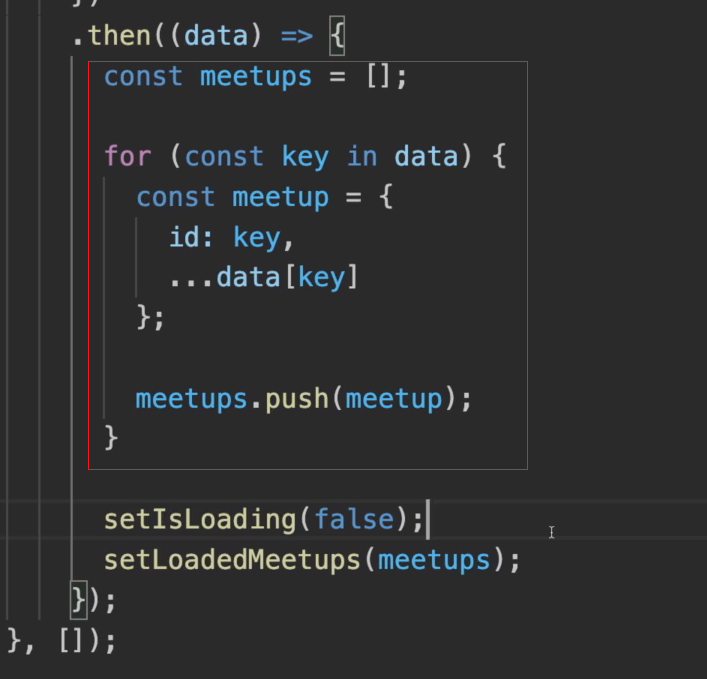 })
.then((data) => {
const meetups = [];
for (const key in data) {
const meetup = {
id: key,
...data[key]
};
meetups.push(meetup);
}
setIsLoading(false);
setLoadedMeetups(meetups);
});
}, []);